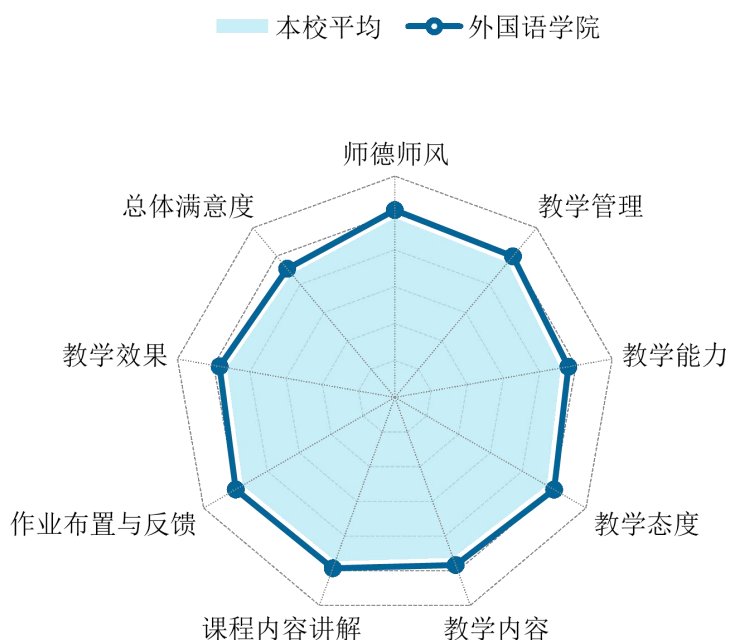 本校平均 外国语学院
师德师风
总体满意度 教学管理
教学效果 教学能力
作业布置与反馈 教学态度
课程内容讲解 教学内容